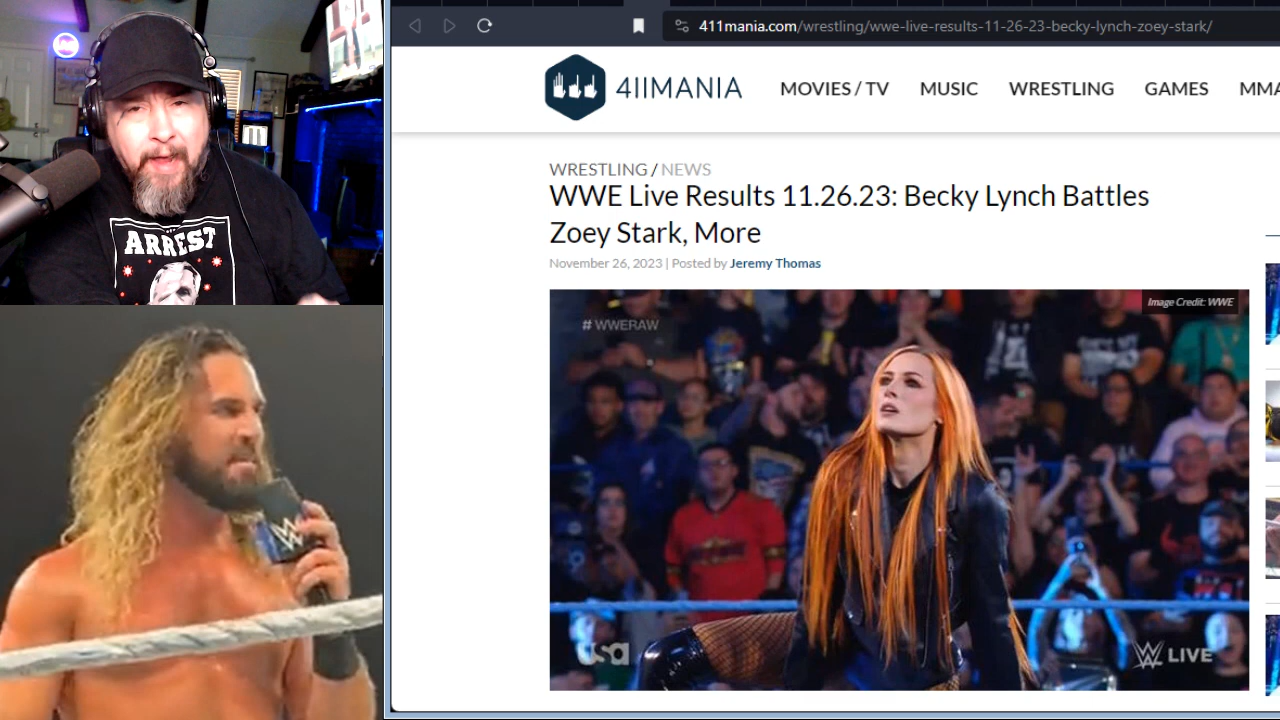 411mania.com/wrestling/wwe-live-results-11-26-23-becky-lynch-zoey-stark/
411MANIA
MOVIES / TV MUSIC WRESTLING GAMES MMA
WRESTLING / NEWS
WWE Live Results 11.26.23: Becky Lynch Battles
Zoey Stark, More
November 26, 2023 | Posted by Jeremy Thomas
Image Credit: WWE
#WWERAW
ARREST
W
usa
W LIVE